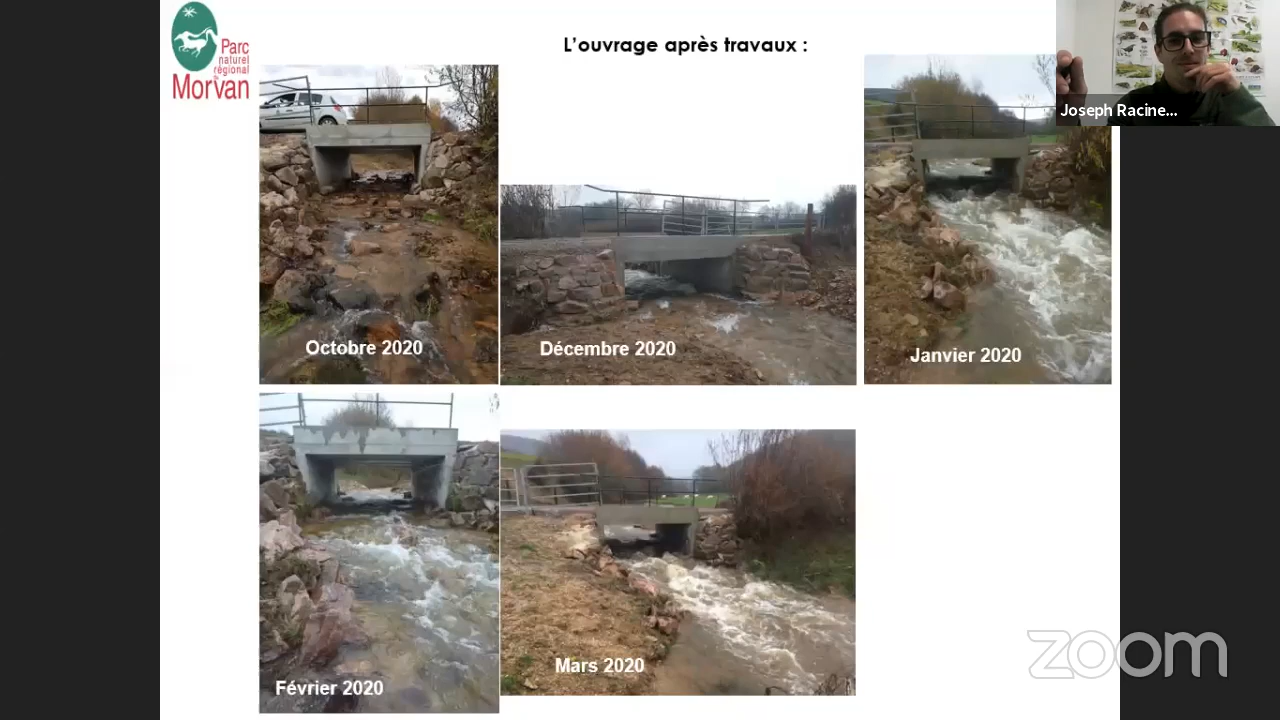 Parc
naturel
régional
du
Morvan
L'ouvrage après travaux :
Joseph Racine...
Octobre 2020
Décembre 2020
Janvier 2020
Février 2020
Mars 2020
zoom